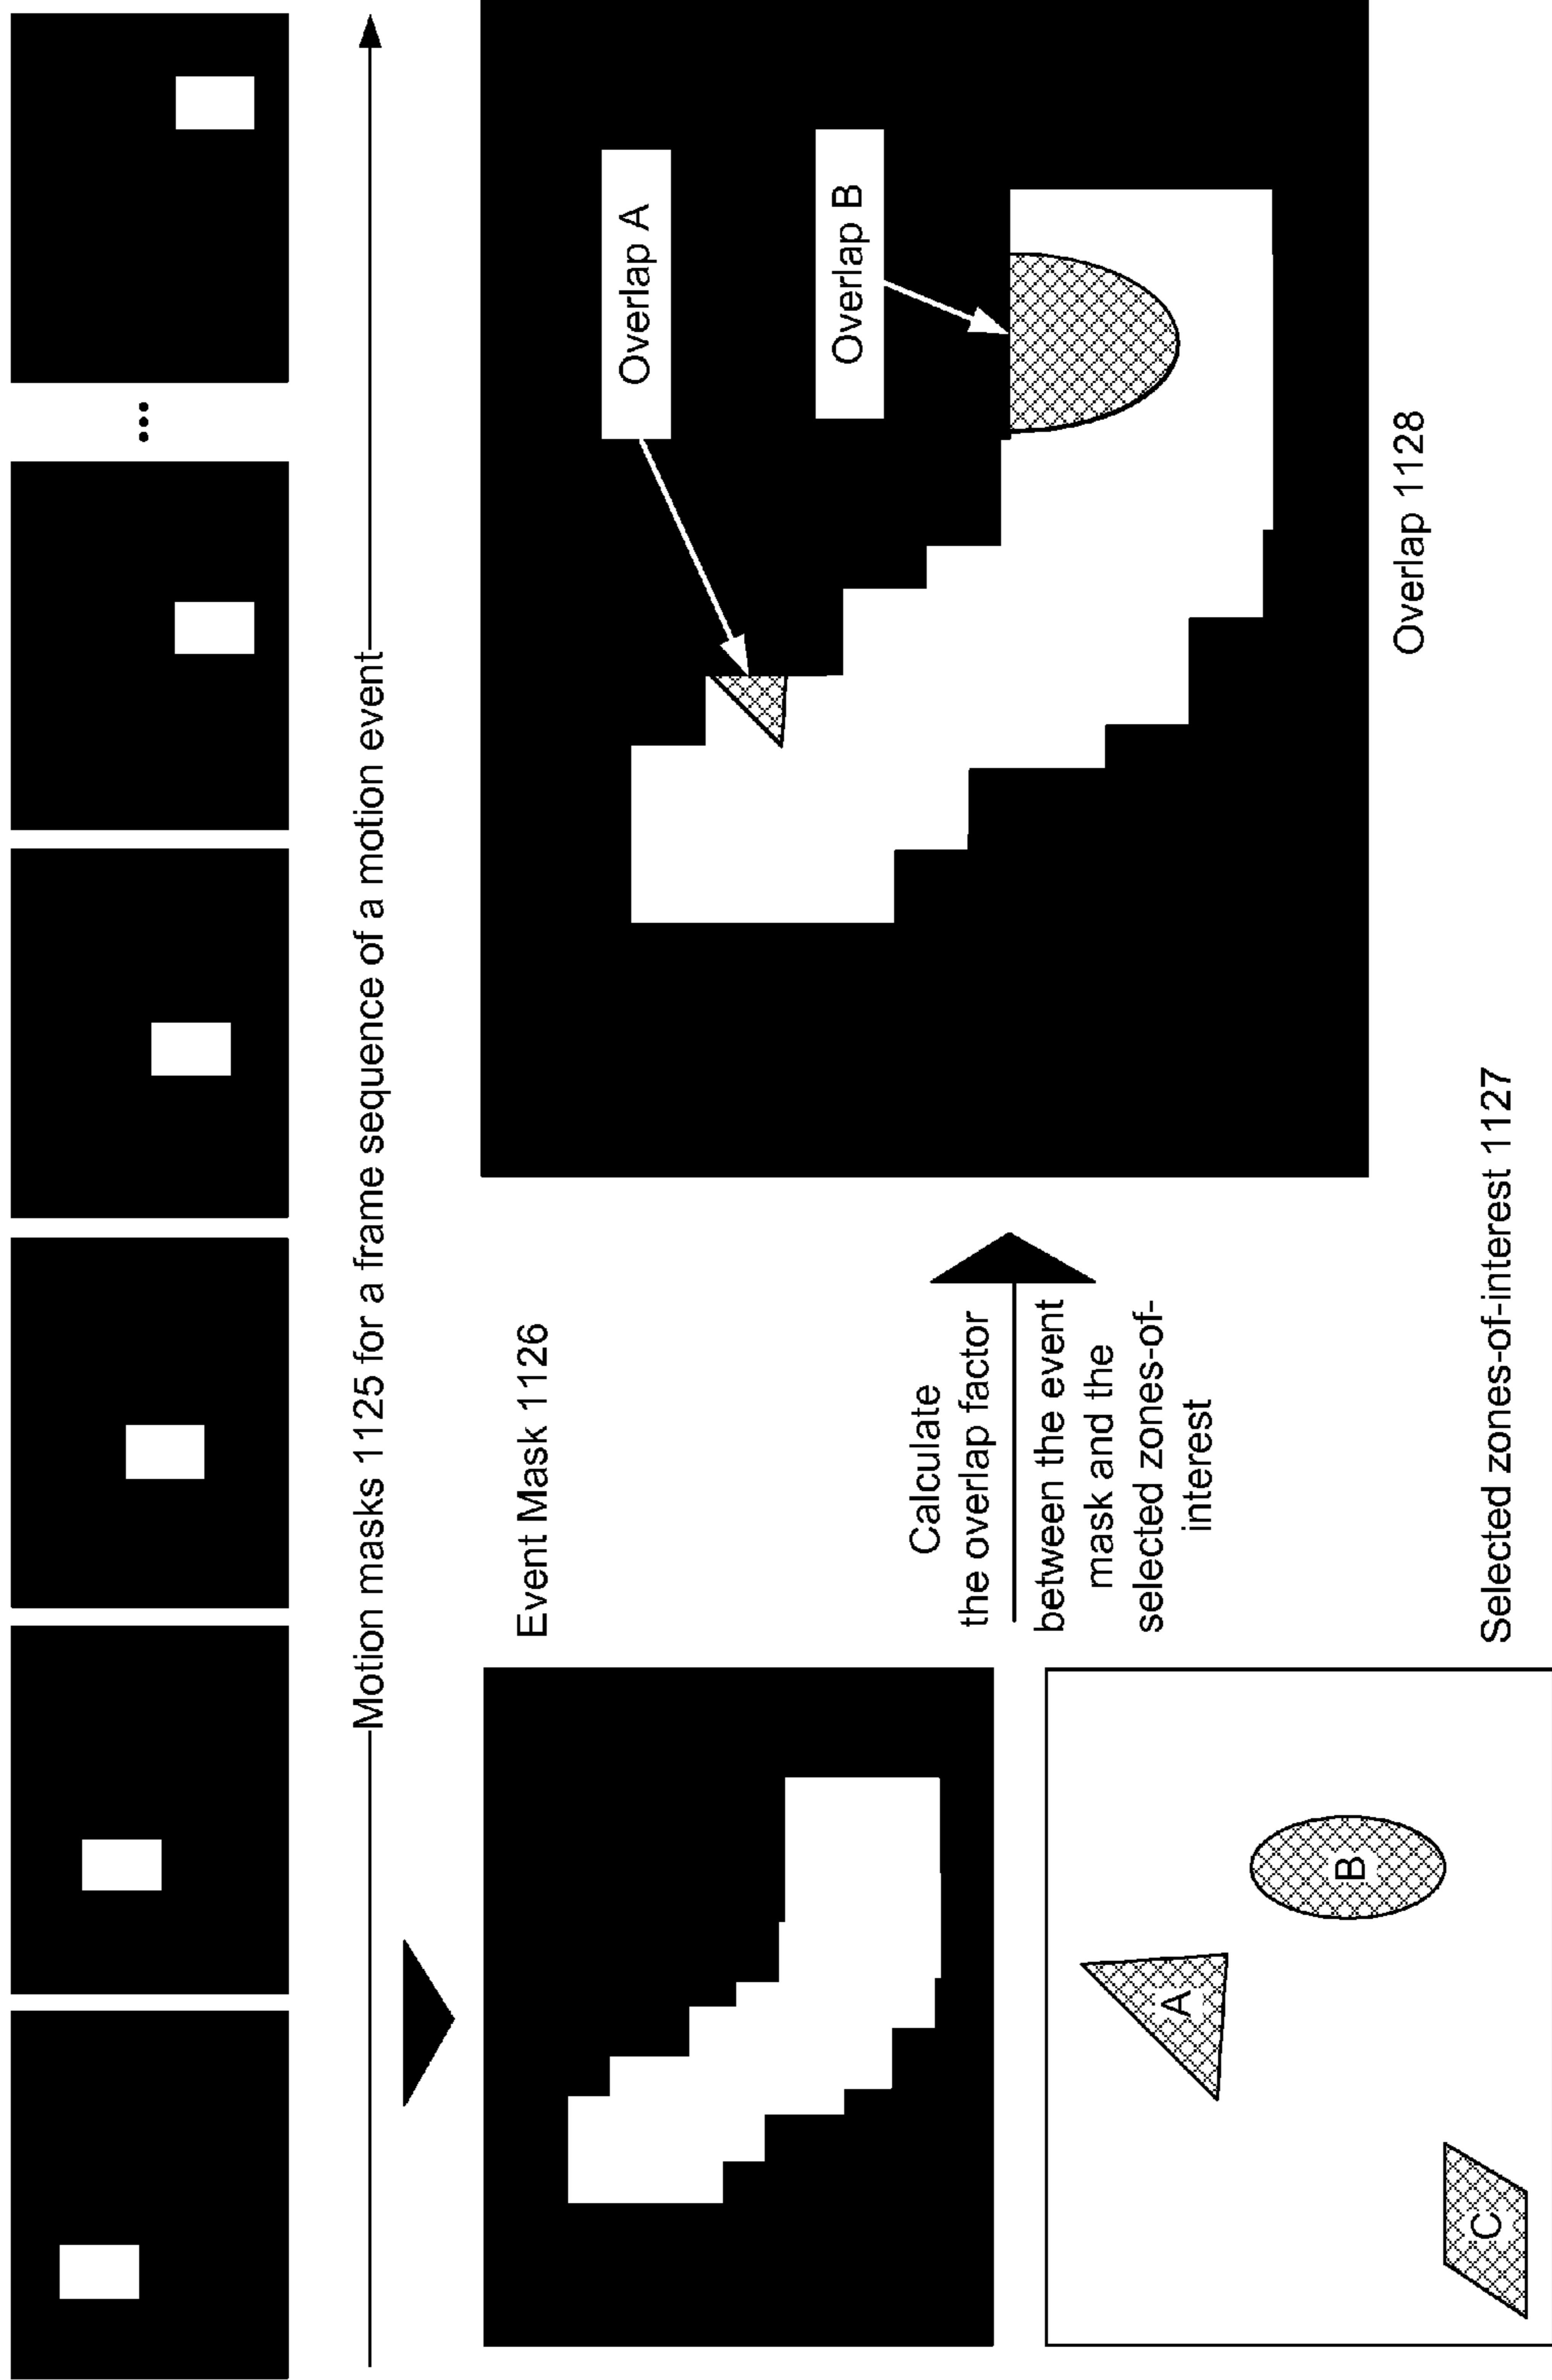 ...
Motion masks 1125 for a frame sequence of a motion event
Event Mask 1126
Calculate
the overlap factor
between the event
mask and the
selected zones-of-
interest
A
B
C
Selected zones-of-interest 1127
Overlap A
Overlap B
Overlap 1128